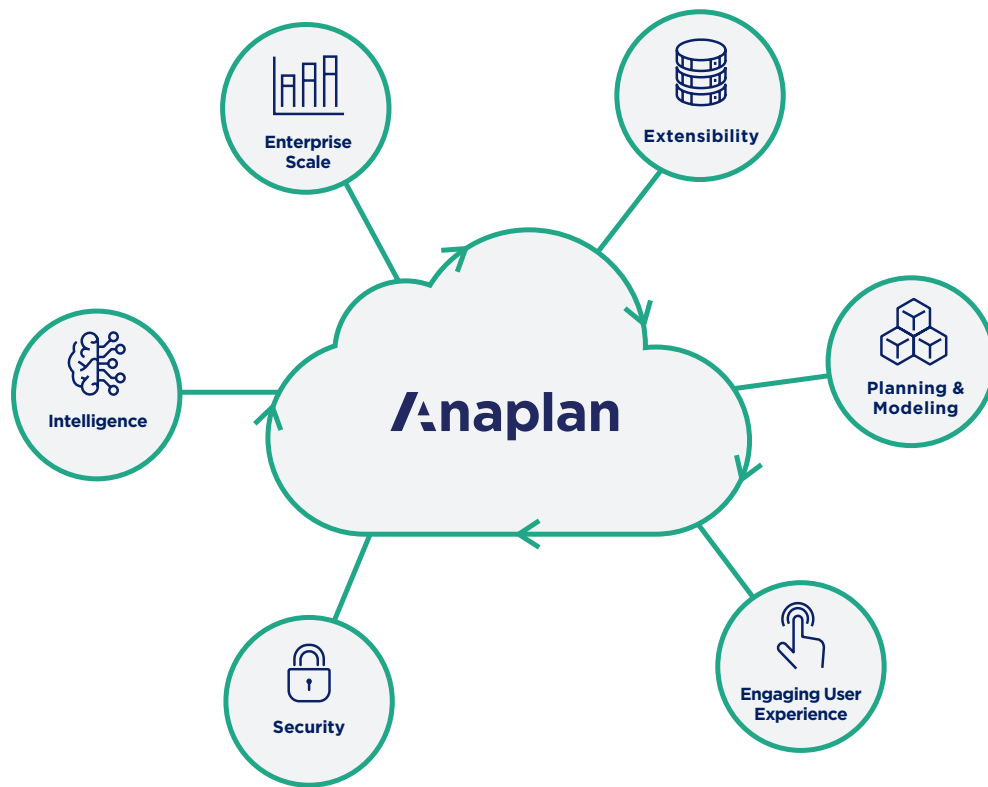 Enterprise
Scale
Extensibility
Intelligence
Anaplan
Planning &
Modeling
Security
Engaging User
Experience